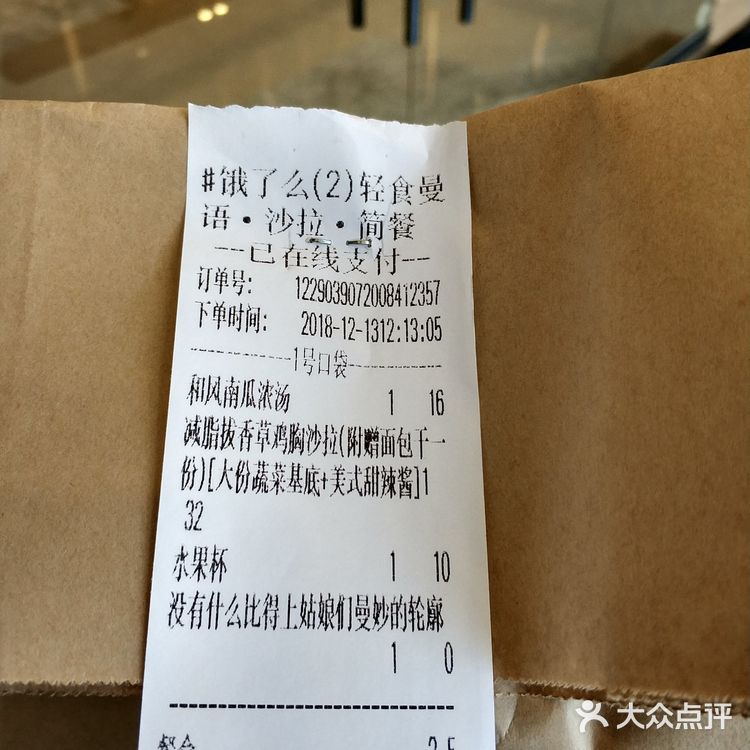 #饿了么(2)轻食曼
语·沙拉·简餐
--已在线支付--
订单号: 1229039072008412357
下单时间: 2018-12-1312:13:05
----------1号口袋----------
和风南瓜浓汤 1 16
减脂拔香草鸡胸沙拉(附赠面包干一
份)[大份蔬菜基底+美式甜辣酱]1
32
水果杯 1 10
没有什么比得上姑娘们曼妙的轮廓
1 0
大众点评